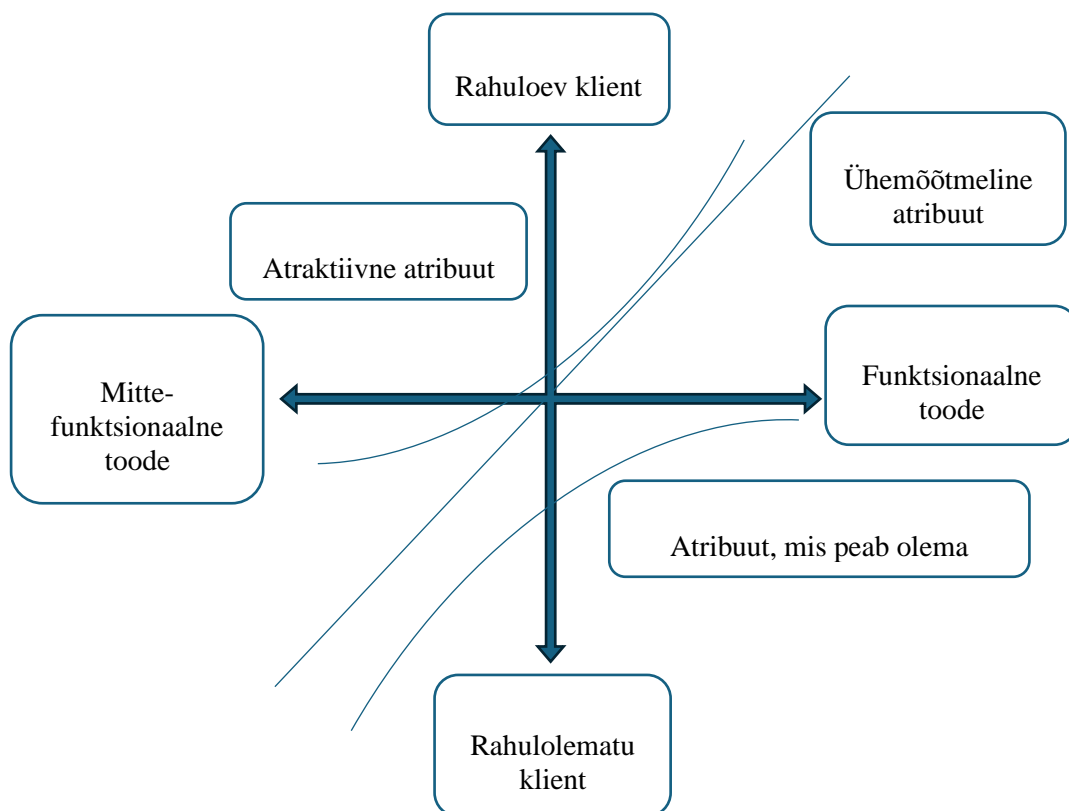 Rahuloev klient
Ühemõõtmeline
atribuut
Atraktiivne atribuut
Mitte-
funktsionaalne
toode
Funktsionaalne
toode
Atribuut, mis peab olema
Rahulolematu
klient